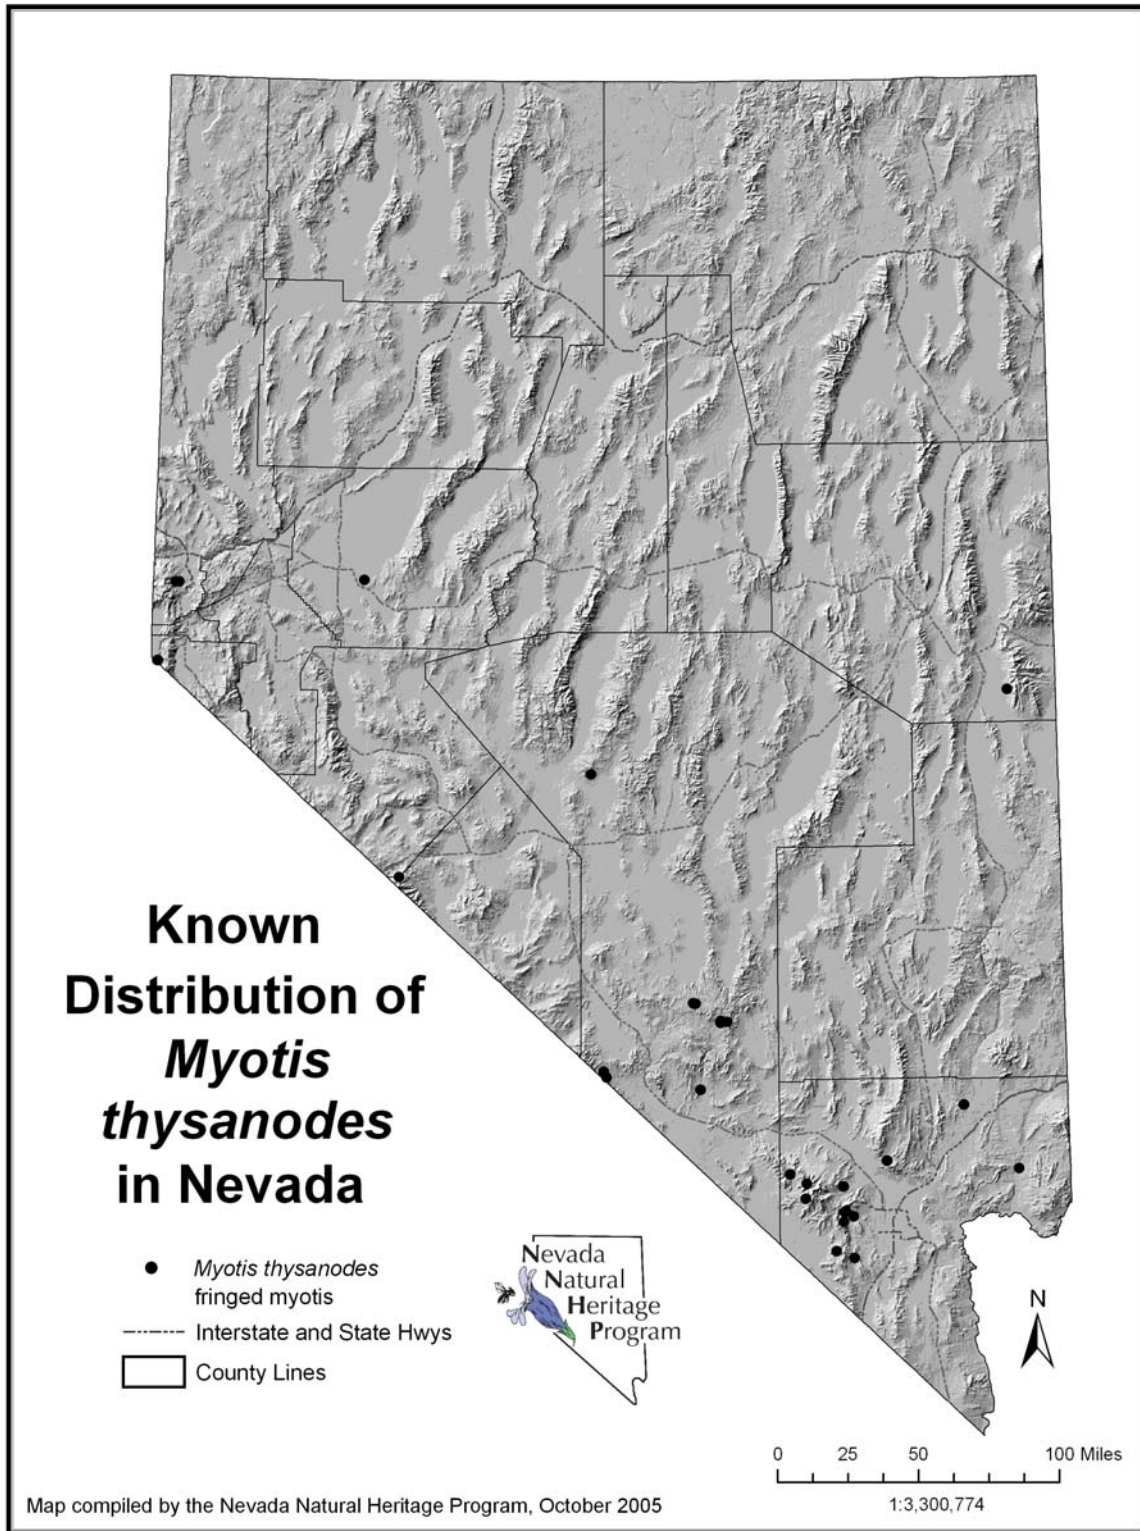 Known
Distribution of
Myotis
thysanodes
in Nevada
Myotis thysanodes
fringed myotis
Interstate and State Hwys
County Lines
Nevada
Natural
Heritage
Program
N
0 25 50 100 Miles
1:3,300,774
Map compiled by the Nevada Natural Heritage Program, October 2005